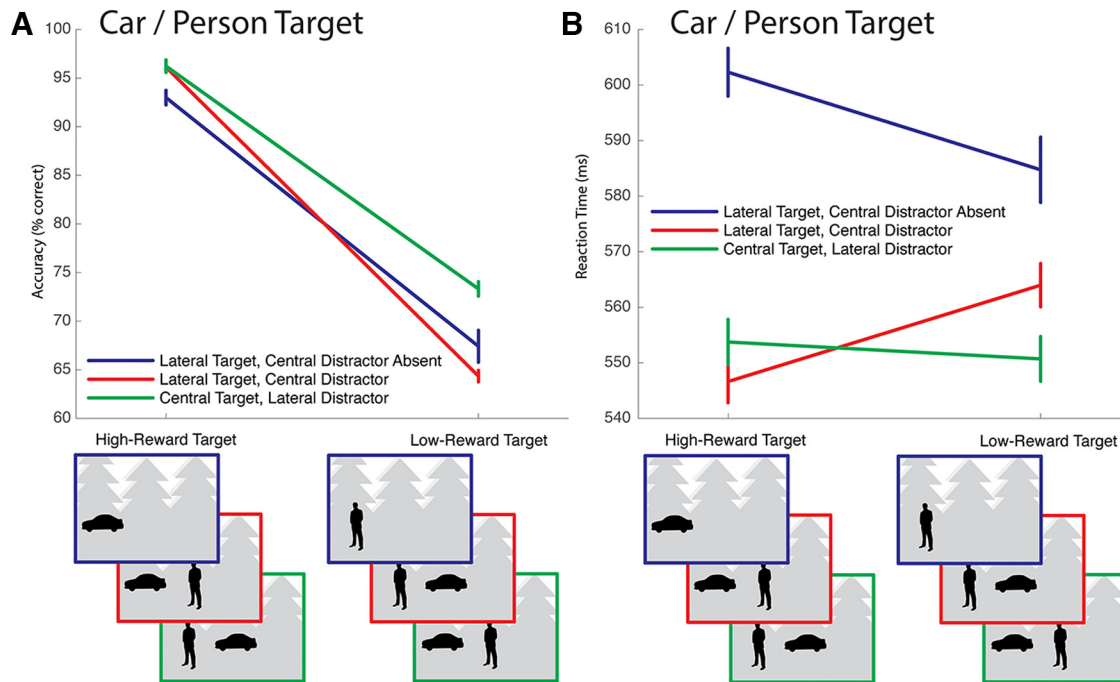 A
Car / Person Target
100
95
90
85
80
75
70
65
60
Accuracy (% correct)
Lateral Target, Central Distractor Absent
Lateral Target, Central Distractor
Central Target, Lateral Distractor
High-Reward Target
Low-Reward Target
B
Car / Person Target
610
600
590
580
570
560
550
540
Reaction Time (ms)
Lateral Target, Central Distractor Absent
Lateral Target, Central Distractor
Central Target, Lateral Distractor
High-Reward Target
Low-Reward Target